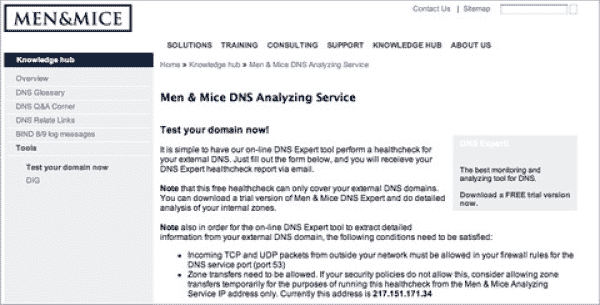 MEN&MICE
Contact Us | Sitemap
SOLUTIONS TRAINING CONSULTING SUPPORT KNOWLEDGE HUB ABOUT US
Knowledge hub
Home » Knowledge hub » Men & Mice DNS Analyzing Service
Overview
DNS Glossary
DNS Q&A Corner
DNS Relate Links
BIND 8/9 log messages
Tools
Test your domain now
DIG
Men & Mice DNS Analyzing Service
Test your domain now!
It is simple to have our on-line DNS Expert tool perform a healthcheck for
your external DNS. Just fill out the form below, and you will receieve your
DNS Expert healthcheck report via email.
Note that this free healthcheck can only cover your external DNS domains.
You can download a trial version of Men & Mice DNS Expert and do detailed
analysis of your internal zones.
DNS Expert
The best monitoring and
analyzing tool for DNS.
Download a FREE trial version
now.
Note also in order for the on-line DNS Expert tool to extract detailed
information from your external DNS domain, the following conditions need to be satisfied:
• Incoming TCP and UDP packets from outside your network must be allowed in your firewall rules for the
DNS service port (port 53)
• Zone transfers need to be allowed. If your security policies do not allow this, consider allowing zone
transfers temporarily for the purposes of running this healthcheck from the Men & Mice Analyzing
Service IP address only. Currently this address is 217.151.171.34